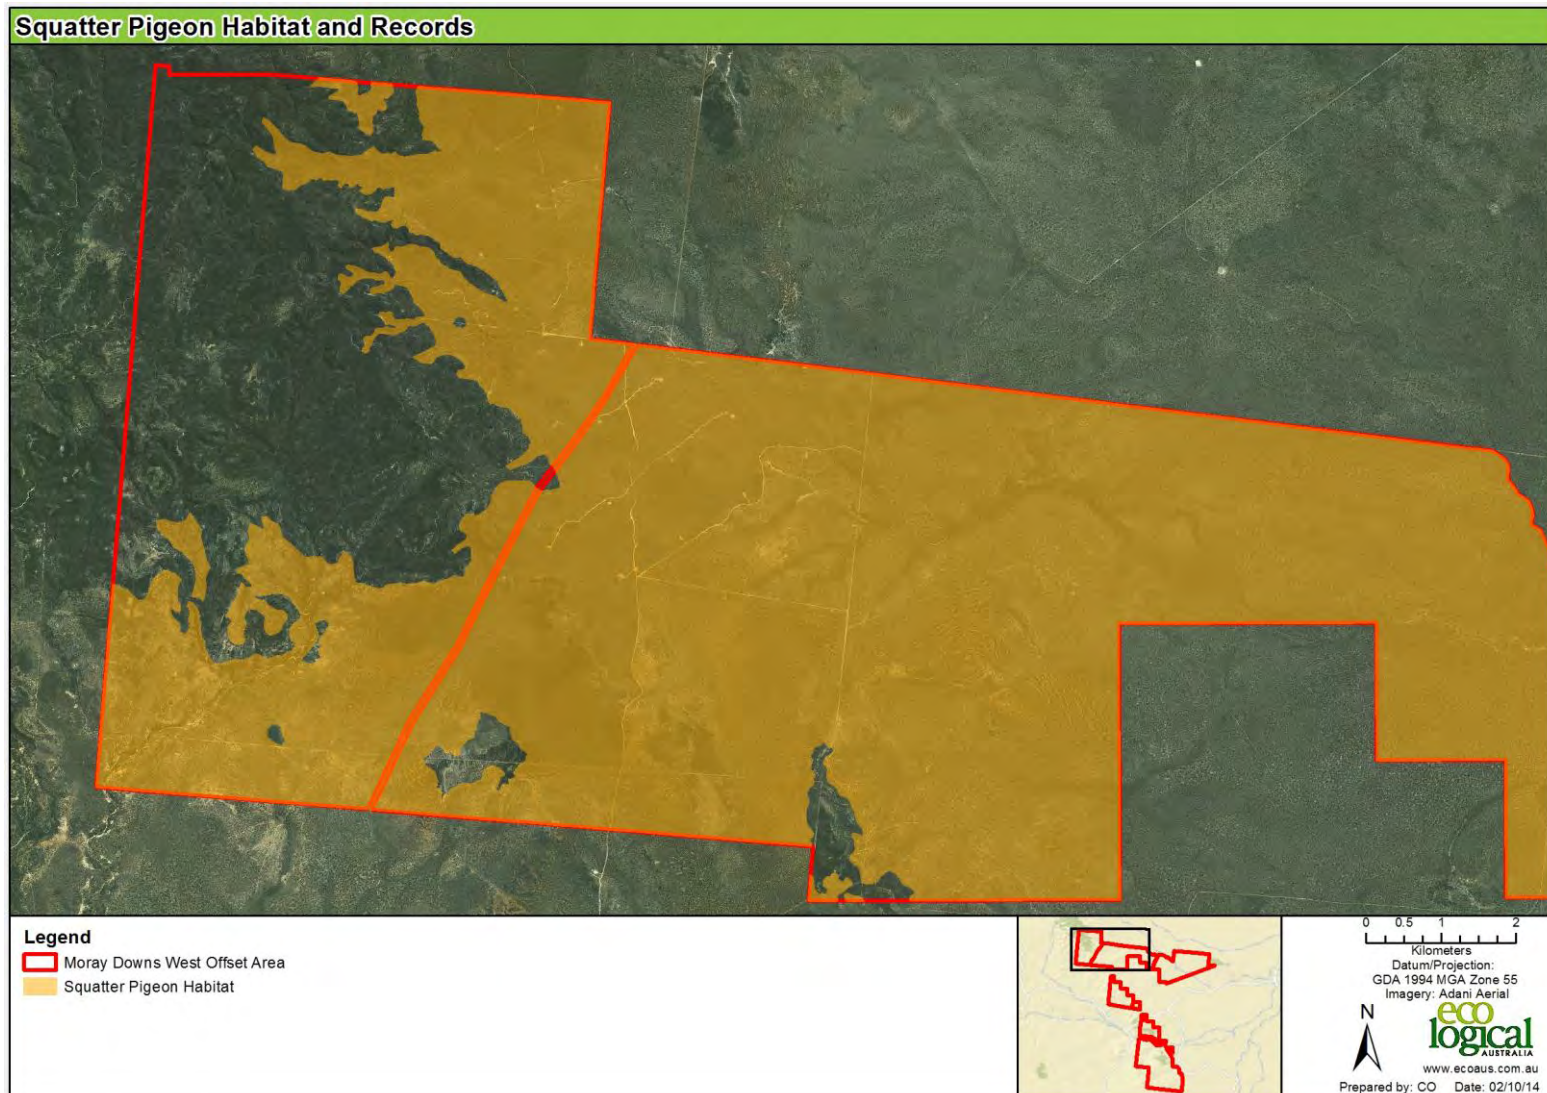 Squatter Pigeon Habitat and Records
Legend
Moray Downs West Offset Area
Squatter Pigeon Habitat
0 0.5 1 2
Kilometers
Datum/Projection:
GDA 1994 MGA Zone 55
Imagery: Adani Aerial
N
eco
logical
AUSTRALIA
www.ecoaus.com.au
Prepared by: CO Date: 02/10/14